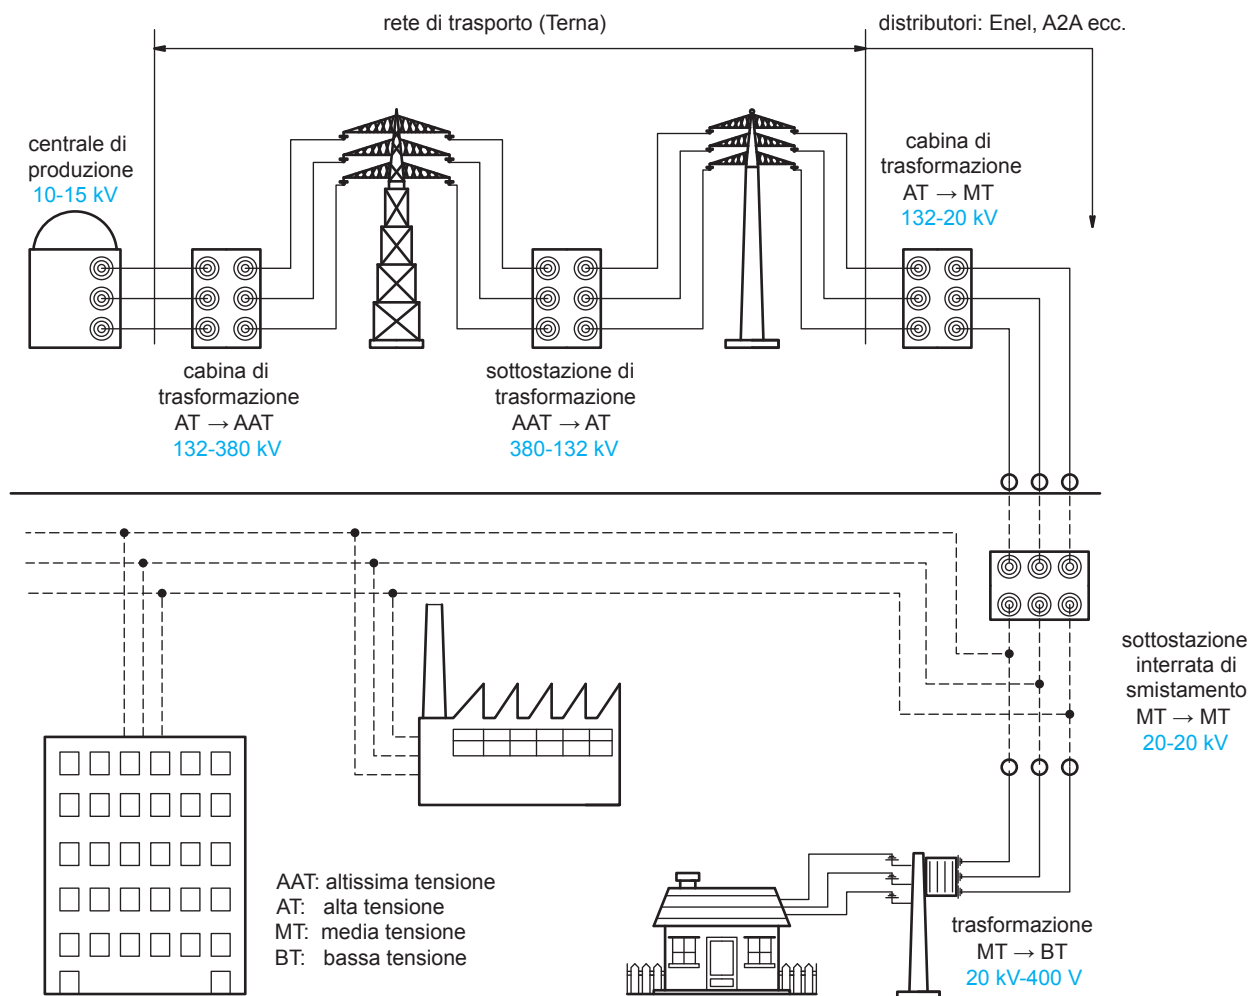 rete di trasporto (Terna)
distributori: Enel, A2A ecc.
centrale di
produzione
10-15 kV
cabina di
trasformazione
AT → MT
132-20 kV
cabina di
trasformazione
AT → AAT
132-380 kV
sottostazione di
trasformazione
AAT → AT
380-132 kV
sottostazione
interrata di
smistamento
MT → MT
20-20 kV
AAT: altissima tensione
AT: alta tensione
MT: media tensione
BT: bassa tensione
trasformazione
MT → BT
20 kV-400 V